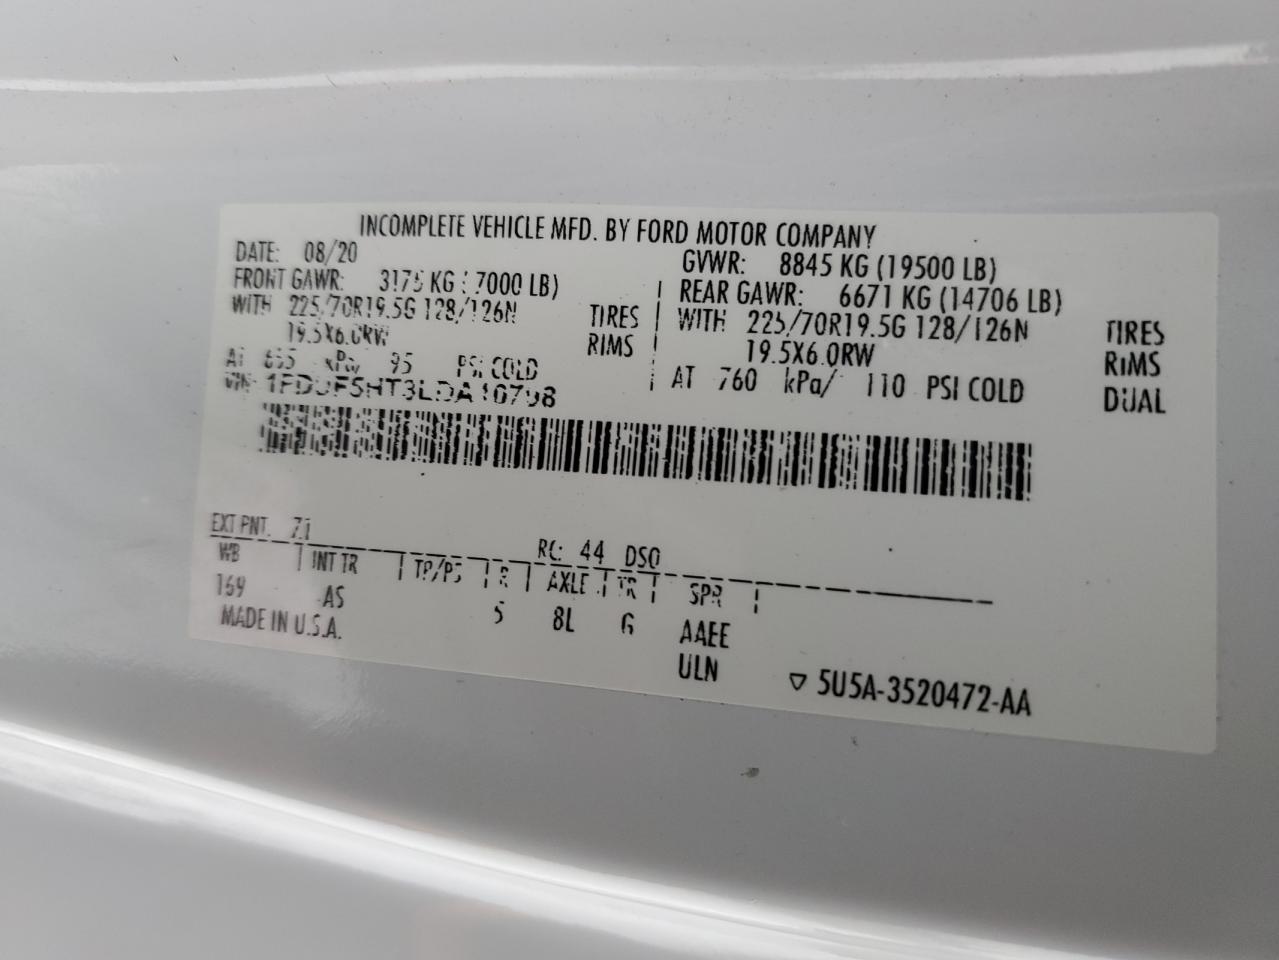 INCOMPLETE VEHICLE MFD. BY FORD MOTOR COMPANY
DATE: 08/20 GVWR: 8845 KG (19500 LB)
FRONT GAWR: 3175 KG ( 7000 LB) REAR GAWR: 6671 KG (14706 LB)
WITH 225/70R19.5G 128/126N TIRES WITH 225/70R19.5G 128/126N TIRES
19.5X6.0RW RIMS 19.5X6.0RW RIMS
AT 655 kPa/ 95 PSI COLD AT 760 kPa/ 110 PSI COLD DUAL
VIN:
EXT PNT: Z1 RC: 44 DSO
WB INT TR TP/PS R AXLE TR SPR
169 AS 5 8L G AAEE
MADE IN U.S.A. ULN
▽ 5U5A-3520472-AA